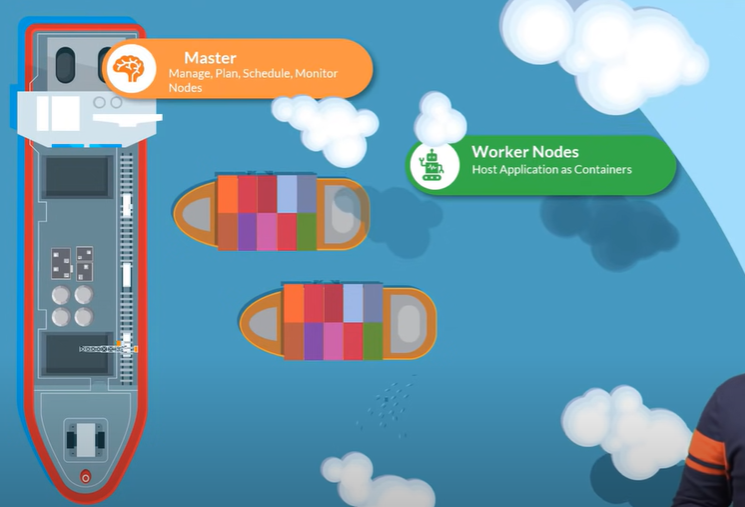 Master
Manage, Plan, Schedule, Monitor
Nodes
Worker Nodes
Host Application as Containers